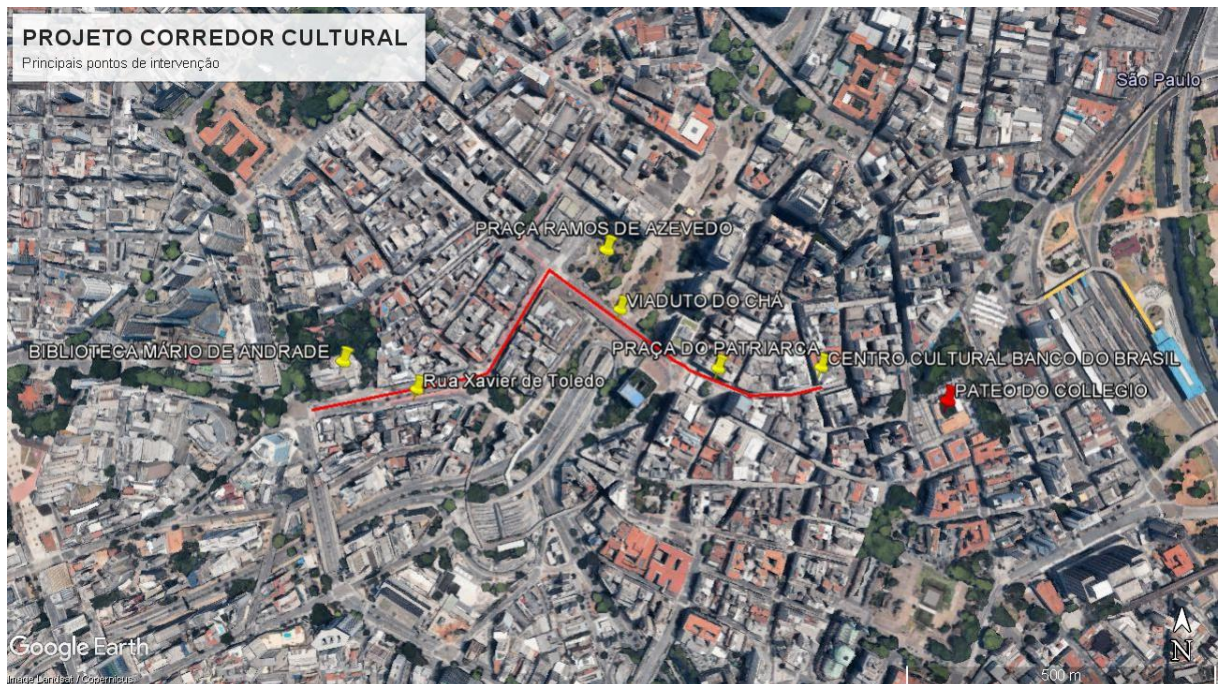 PROJETO CORREDOR CULTURAL
Principais pontos de intervenção
São Paulo
PRAÇA RAMOS DE AZEVEDO
VIADUTO DO CHÁ
PRAÇA DO PATRIARCA
BIBLIOTECA MÁRIO DE ANDRADE
CENTRO CULTURAL BANCO DO BRASIL
Rua Xavier de Toledo
PATEO DO COLLEGIO
Google Earth
N
500 m
Image Landsat / Copernicus